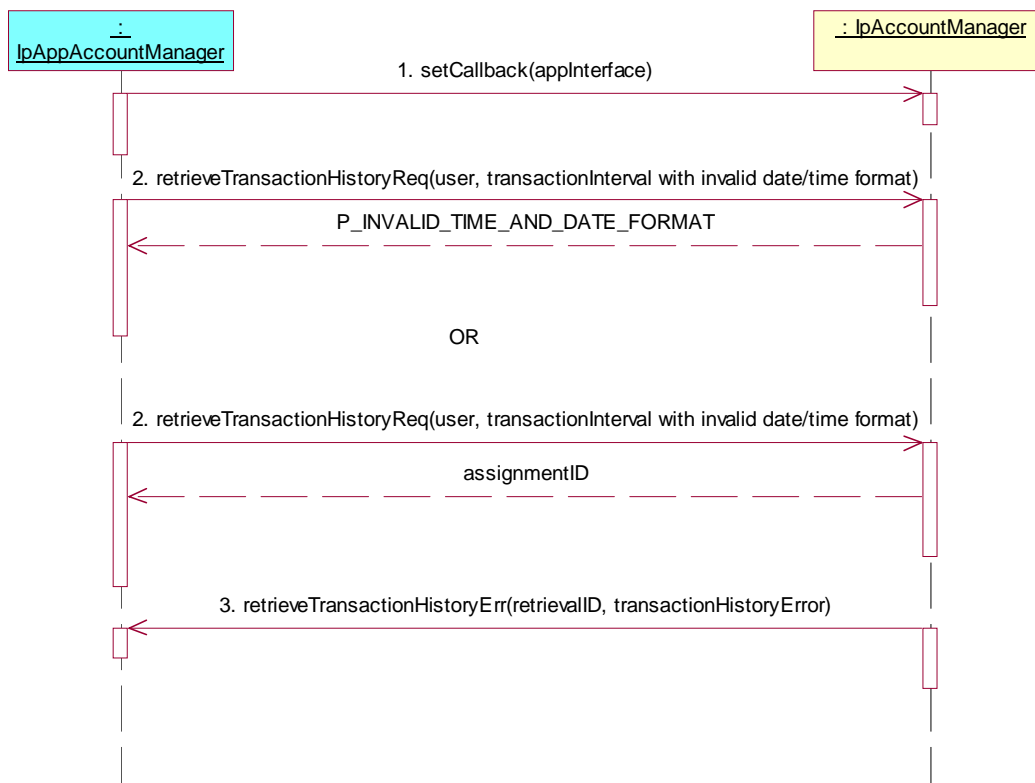 :
IpAppAccountManager
: IpAccountManager
1. setCallback(appInterface)
2. retrieveTransactionHistoryReq(user, transactionInterval with invalid date/time format)
P_INVALID_TIME_AND_DATE_FORMAT
OR
2. retrieveTransactionHistoryReq(user, transactionInterval with invalid date/time format)
assignmentID
3. retrieveTransactionHistoryErr(retrievalID, transactionHistoryError)